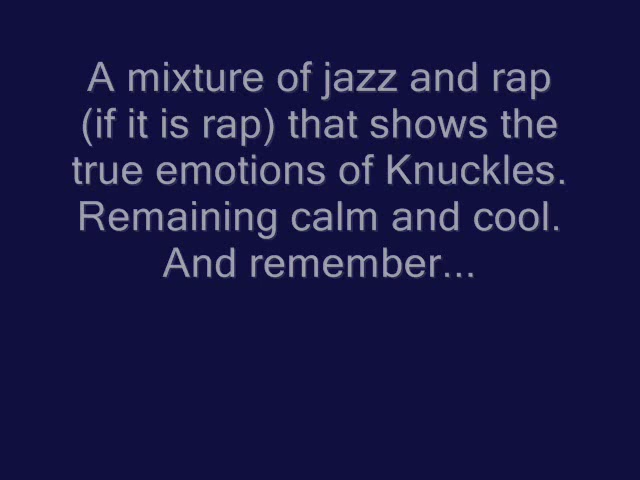 A mixture of jazz and rap
(if it is rap) that shows the
true emotions of Knuckles.
Remaining calm and cool.
And remember...